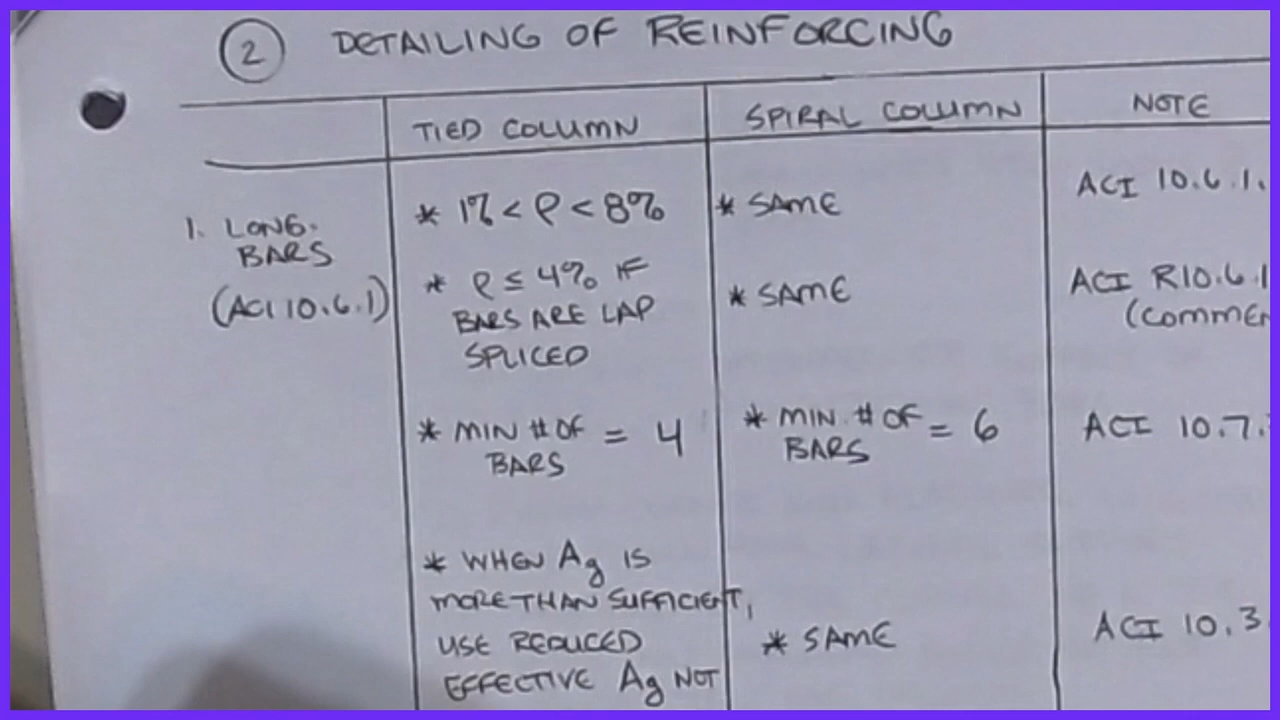 2 DETAILING OF REINFORCING
TIED COLUMN SPIRAL COLUMN NOTE
1. LONG. BARS (ACI 10.6.1)
* 1% < ρ < 8% * SAME ACI 10.6.1.
* ρ ≤ 4% IF * SAME ACI R10.6.1
BARS ARE LAP (COMMEN
SPLICED
* MIN # OF BARS = 4 * MIN. # OF BARS = 6 ACI 10.7.
* WHEN Ag IS
MORE THAN SUFFICIENT,
USE REDUCED * SAME ACI 10.3.
EFFECTIVE Ag NOT